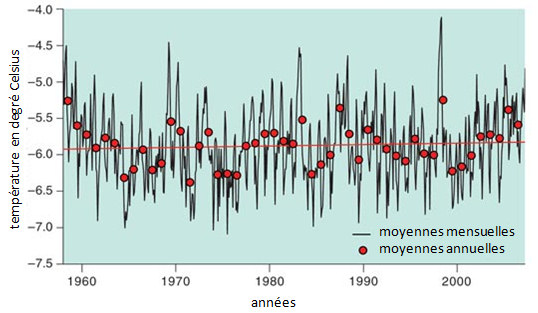 température en degré Celsius
−4.0
−4.5
−5.0
−5.5
−6.0
−6.5
−7.0
−7.5
moyennes mensuelles
moyennes annuelles
1960 1970 1980 1990 2000
années